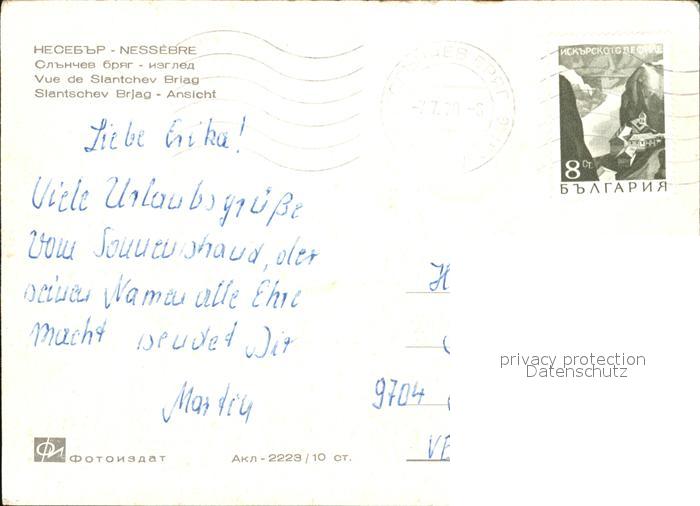 НЕСЕБЪР - NESSÈBRE
Слънчев бряг - изглед
Vue de Slantchev Briag
Slantschev Brjag - Ansicht
ИСКЪРСКОТО ДЕФИЛЕ
8 СТ.
БЪЛГАРИЯ
Liebe Erika!
Viele Urlaubsgrüße
vom Sonnenstrand, der
seinen Namen alle Ehre
macht sendet Dir
Martin
H
9704
VE
privacy protection
Datenschutz
Фотоиздат
Акл-2223/10 ст.